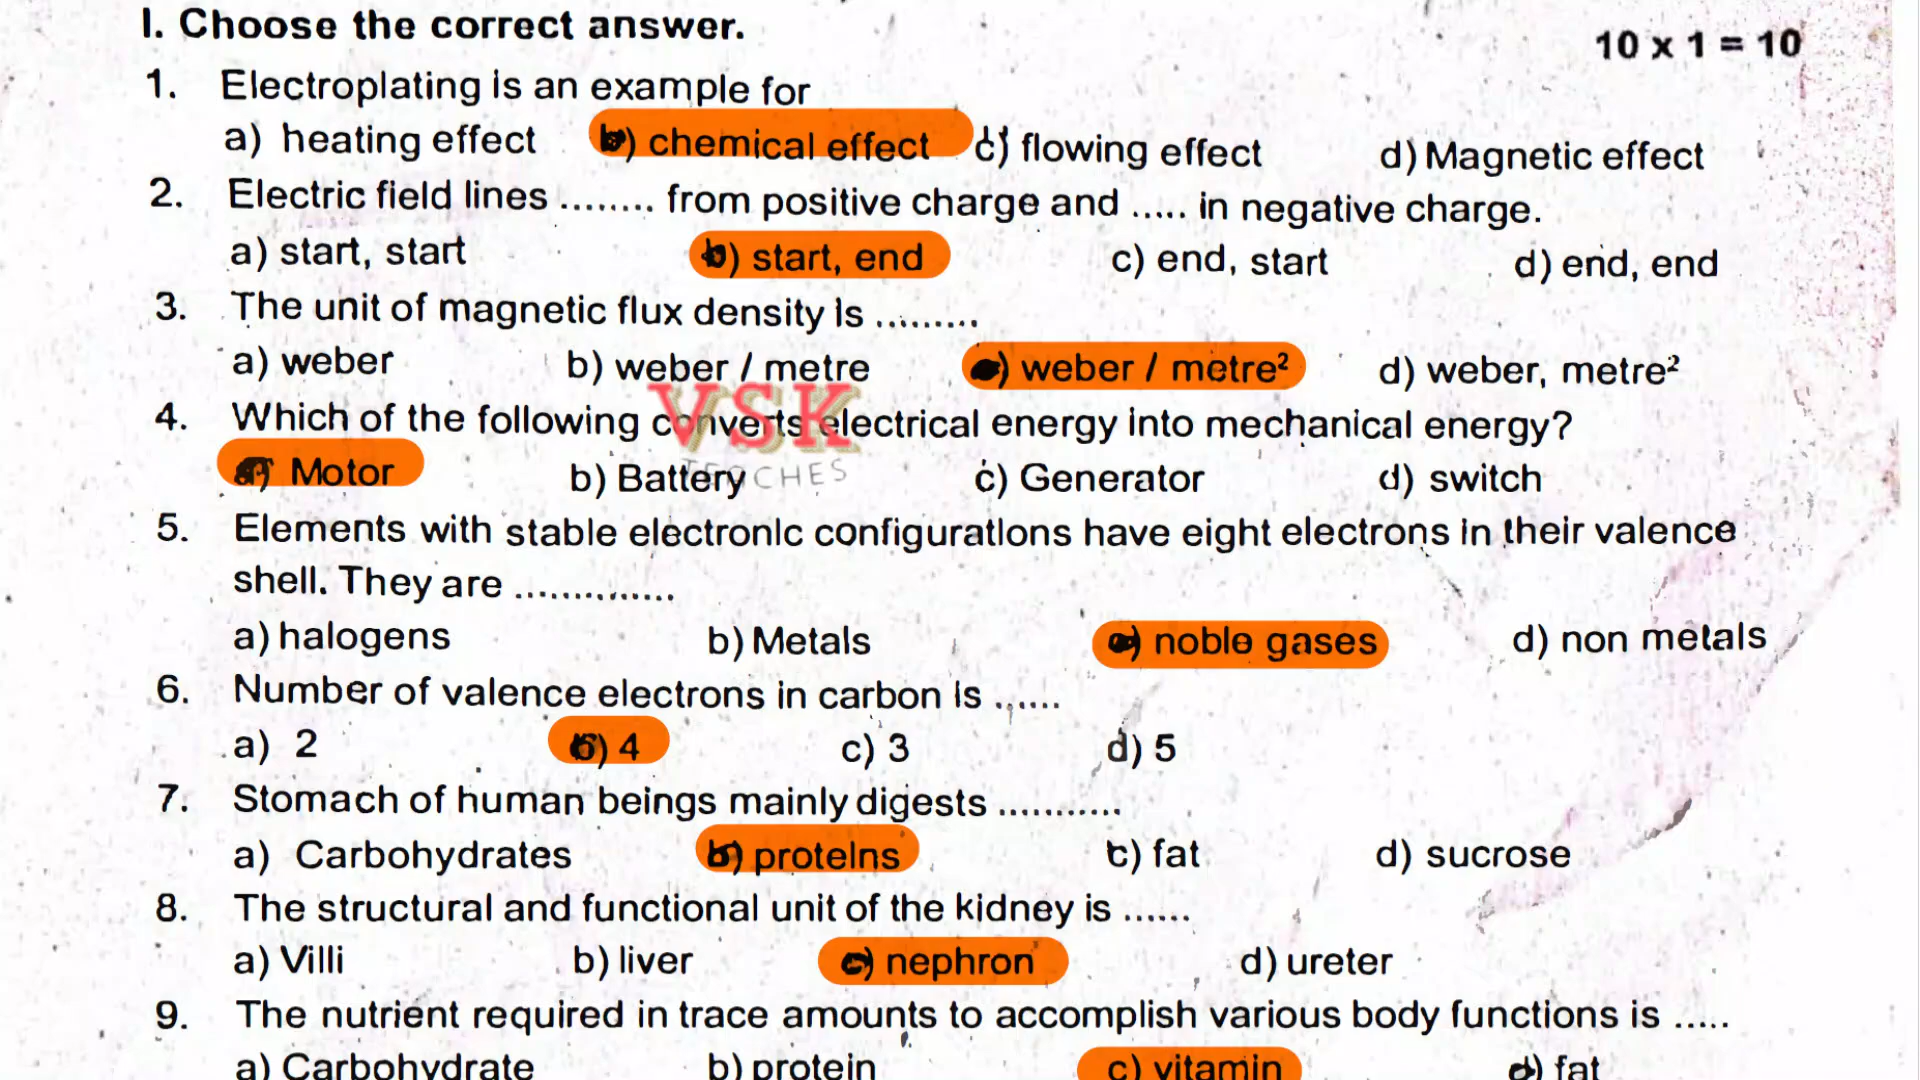 I. Choose the correct answer.
10 x 1 = 10
1. Electroplating is an example for
a) heating effect b) chemical effect c) flowing effect d) Magnetic effect
2. Electric field lines ........ from positive charge and ..... in negative charge.
a) start, start b) start, end c) end, start d) end, end
3. The unit of magnetic flux density is .........
a) weber b) weber / metre c) weber / metre² d) weber, metre²
VSK
4. Which of the following converts electrical energy into mechanical energy?
a) Motor b) Battery c) Generator d) switch
TEACHES
5. Elements with stable electronic configurations have eight electrons in their valence
shell. They are ..............
a) halogens b) Metals c) noble gases d) non metals
6. Number of valence electrons in carbon is ......
a) 2 b) 4 c) 3 d) 5
7. Stomach of human beings mainly digests ...........
a) Carbohydrates b) proteins c) fat d) sucrose
8. The structural and functional unit of the kidney is ......
a) Villi b) liver c) nephron d) ureter
9. The nutrient required in trace amounts to accomplish various body functions is .....
a) Carbohydrate b) protein c) vitamin d) fat